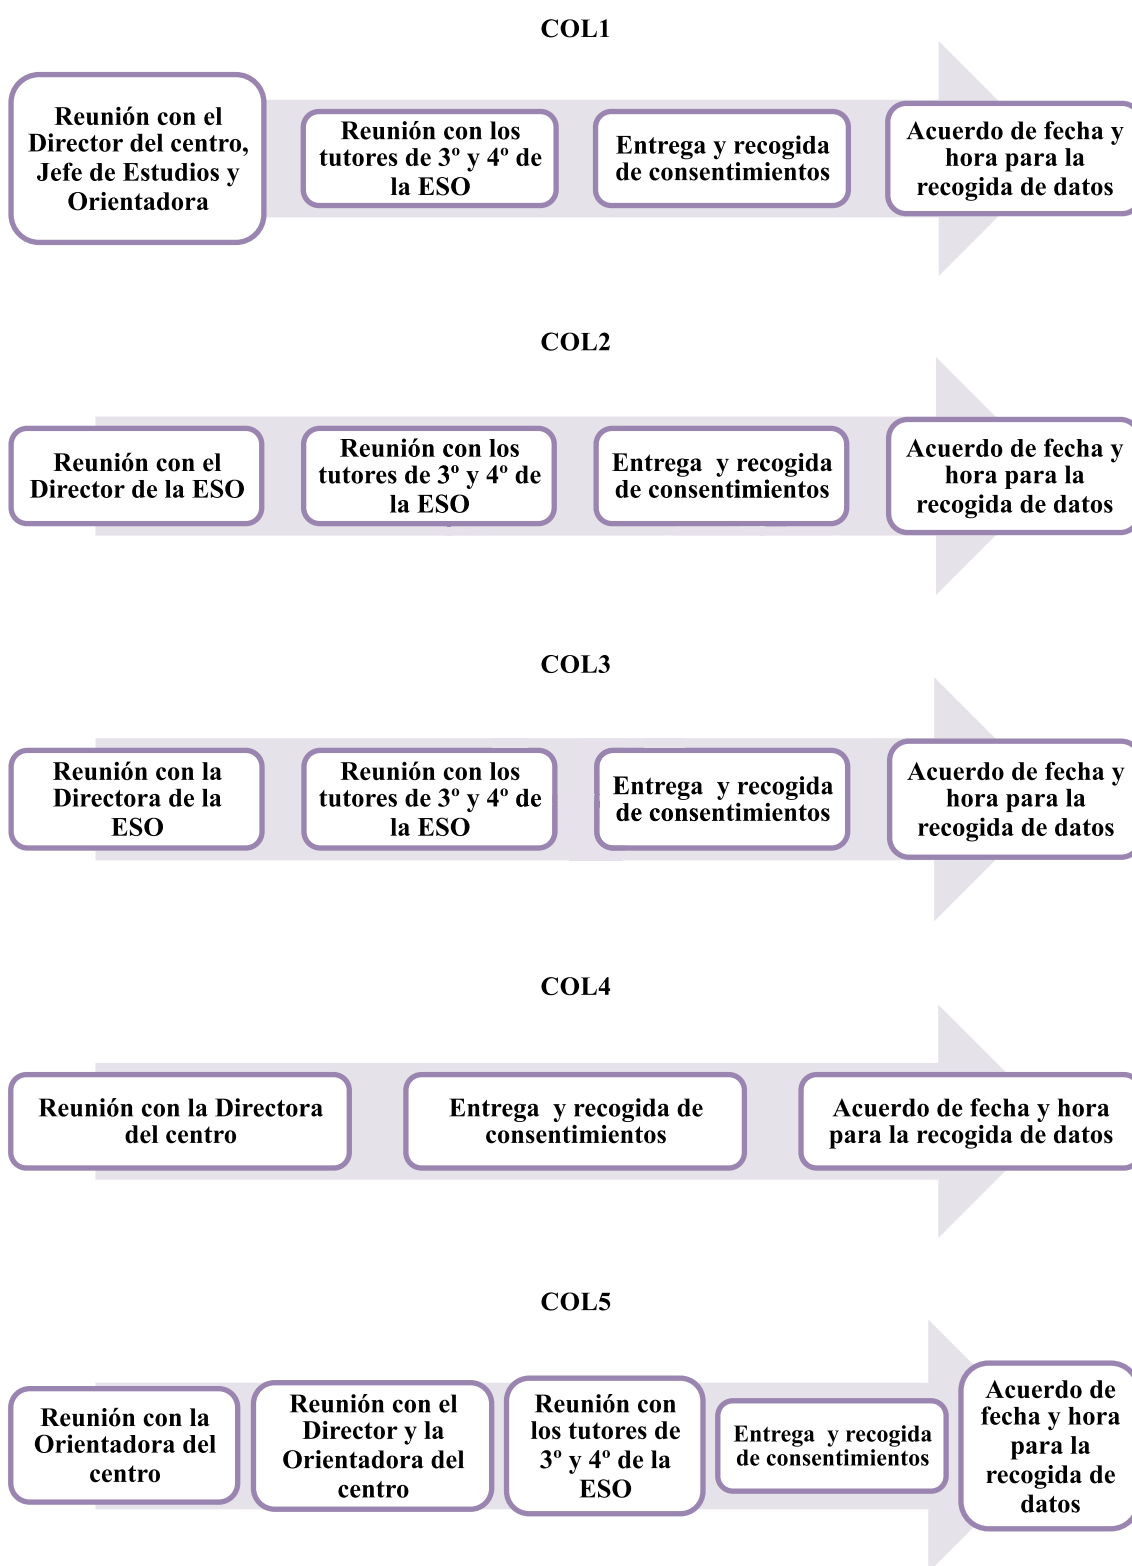 COL1
Reunión con el
Director del centro,
Jefe de Estudios y
Orientadora
Reunión con los
tutores de 3º y 4º de
la ESO
Entrega y recogida
de consentimientos
Acuerdo de fecha y
hora para la
recogida de datos
COL2
Reunión con el
Director de la ESO
Reunión con los
tutores de 3º y 4º de
la ESO
Entrega y recogida
de consentimientos
Acuerdo de fecha y
hora para la
recogida de datos
COL3
Reunión con la
Directora de la
ESO
Reunión con los
tutores de 3º y 4º de
la ESO
Entrega y recogida
de consentimientos
Acuerdo de fecha y
hora para la
recogida de datos
COL4
Reunión con la Directora
del centro
Entrega y recogida de
consentimientos
Acuerdo de fecha y hora
para la recogida de datos
COL5
Reunión con la
Orientadora del
centro
Reunión con el
Director y la
Orientadora del
centro
Reunión con
los tutores de
3º y 4º de la
ESO
Entrega y recogida
de consentimientos
Acuerdo de
fecha y hora
para la
recogida de
datos